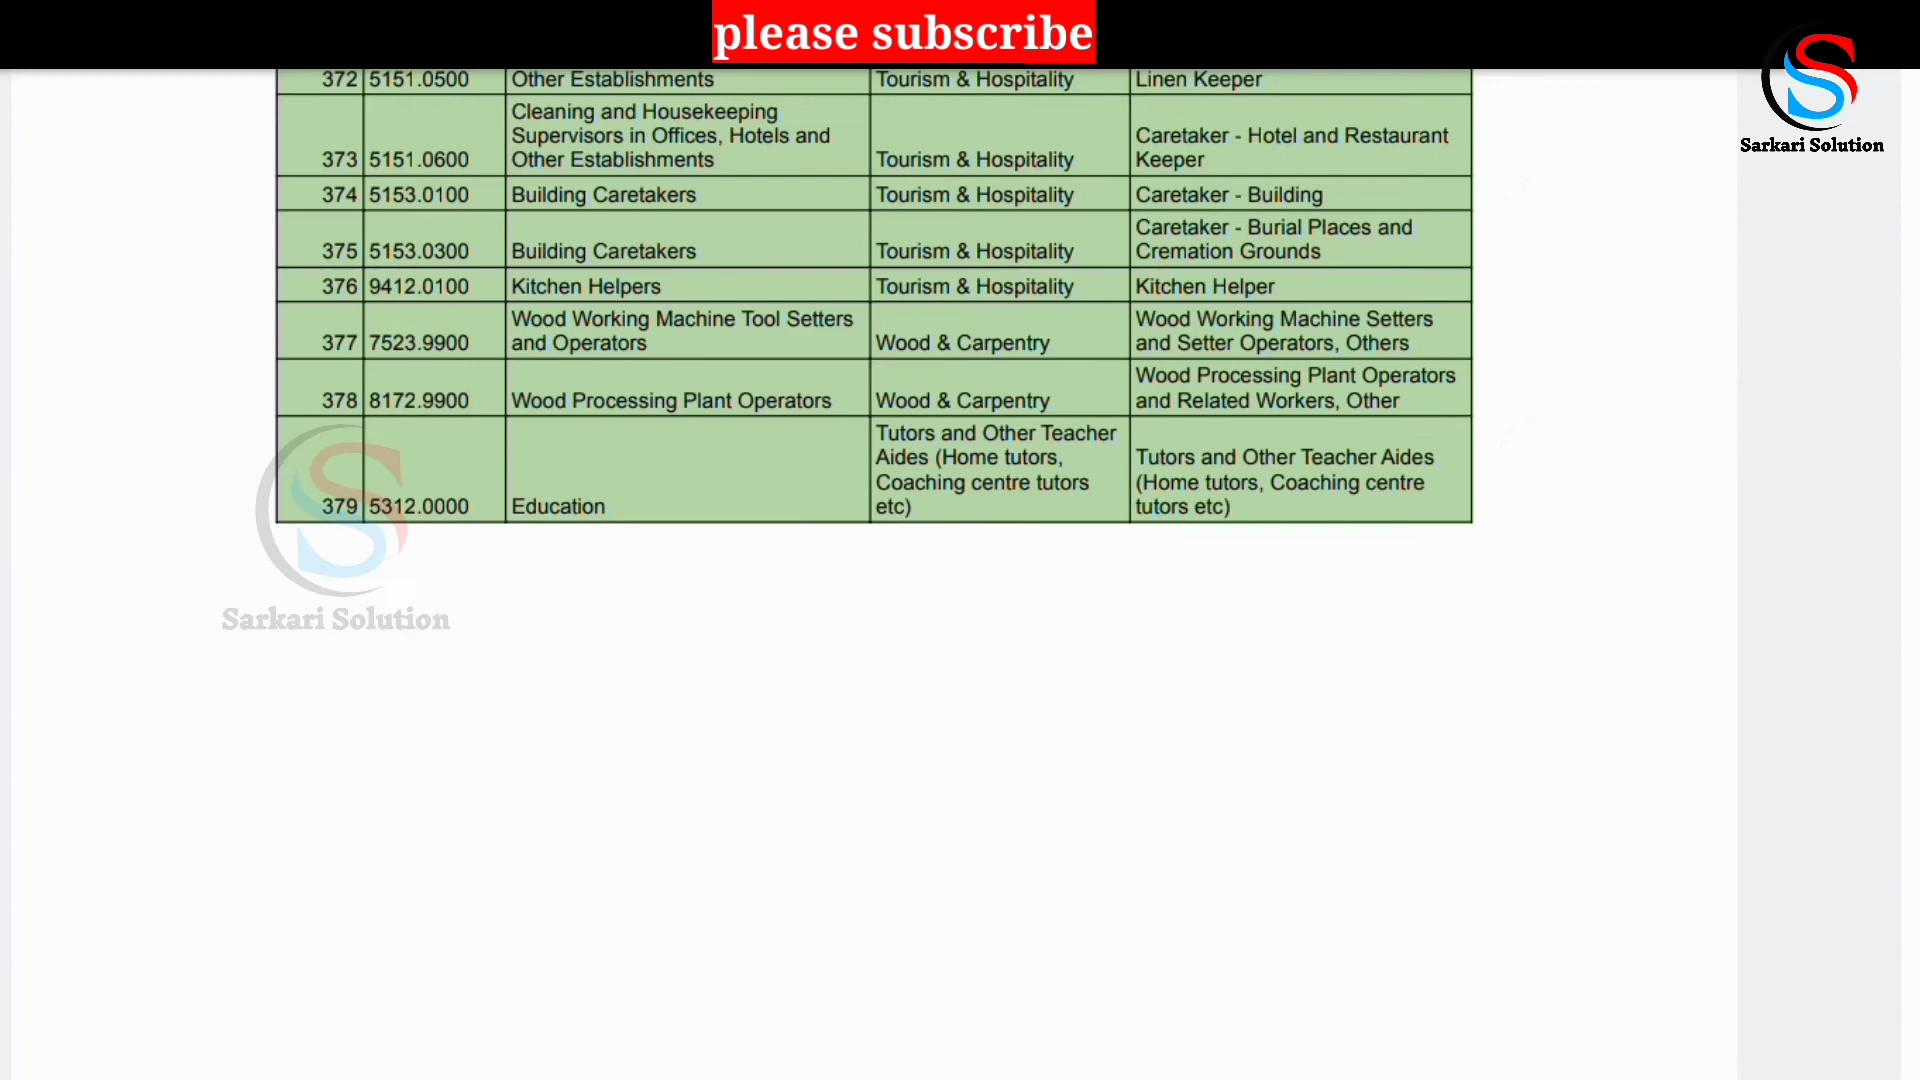 please subscribe
Sarkari Solution
372 5151.0500 Other Establishments Tourism & Hospitality Linen Keeper
Cleaning and Housekeeping
Supervisors in Offices, Hotels and Caretaker - Hotel and Restaurant
373 5151.0600 Other Establishments Tourism & Hospitality Keeper
374 5153.0100 Building Caretakers Tourism & Hospitality Caretaker - Building
Caretaker - Burial Places and
375 5153.0300 Building Caretakers Tourism & Hospitality Cremation Grounds
376 9412.0100 Kitchen Helpers Tourism & Hospitality Kitchen Helper
Wood Working Machine Tool Setters Wood Working Machine Setters
377 7523.9900 and Operators Wood & Carpentry and Setter Operators, Others
Wood Processing Plant Operators
378 8172.9900 Wood Processing Plant Operators Wood & Carpentry and Related Workers, Other
Tutors and Other Teacher
Aides (Home tutors, Tutors and Other Teacher Aides
Coaching centre tutors (Home tutors, Coaching centre
379 5312.0000 Education etc) tutors etc)
Sarkari Solution